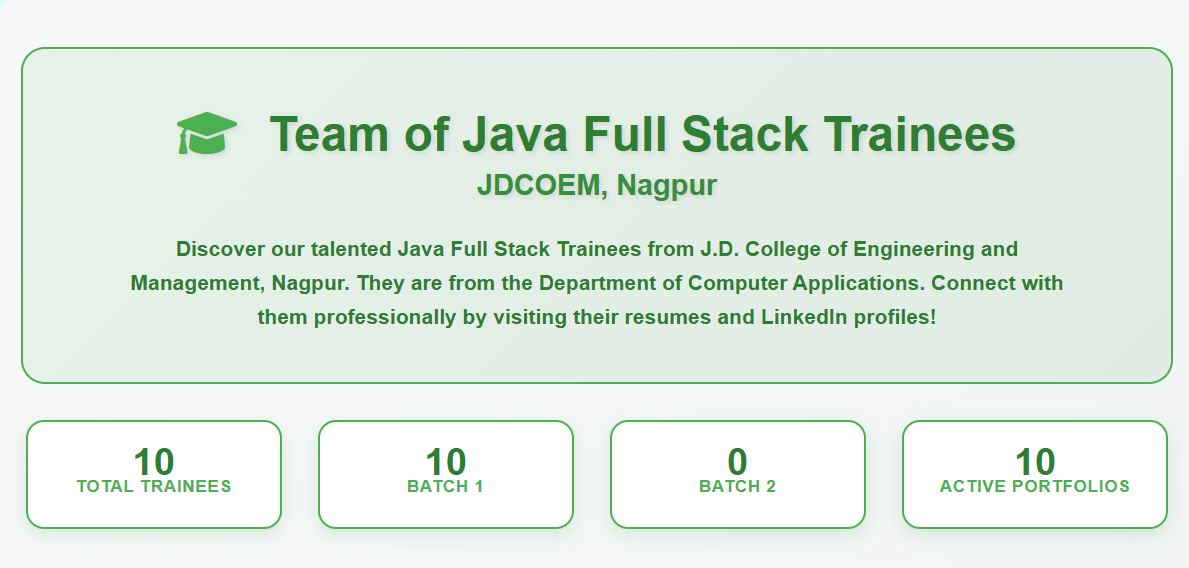 Team of Java Full Stack Trainees
JDCOEM, Nagpur
Discover our talented Java Full Stack Trainees from J.D. College of Engineering and
Management, Nagpur. They are from the Department of Computer Applications. Connect with
them professionally by visiting their resumes and LinkedIn profiles!
10
TOTAL TRAINEES
10
BATCH 1
0
BATCH 2
10
ACTIVE PORTFOLIOS